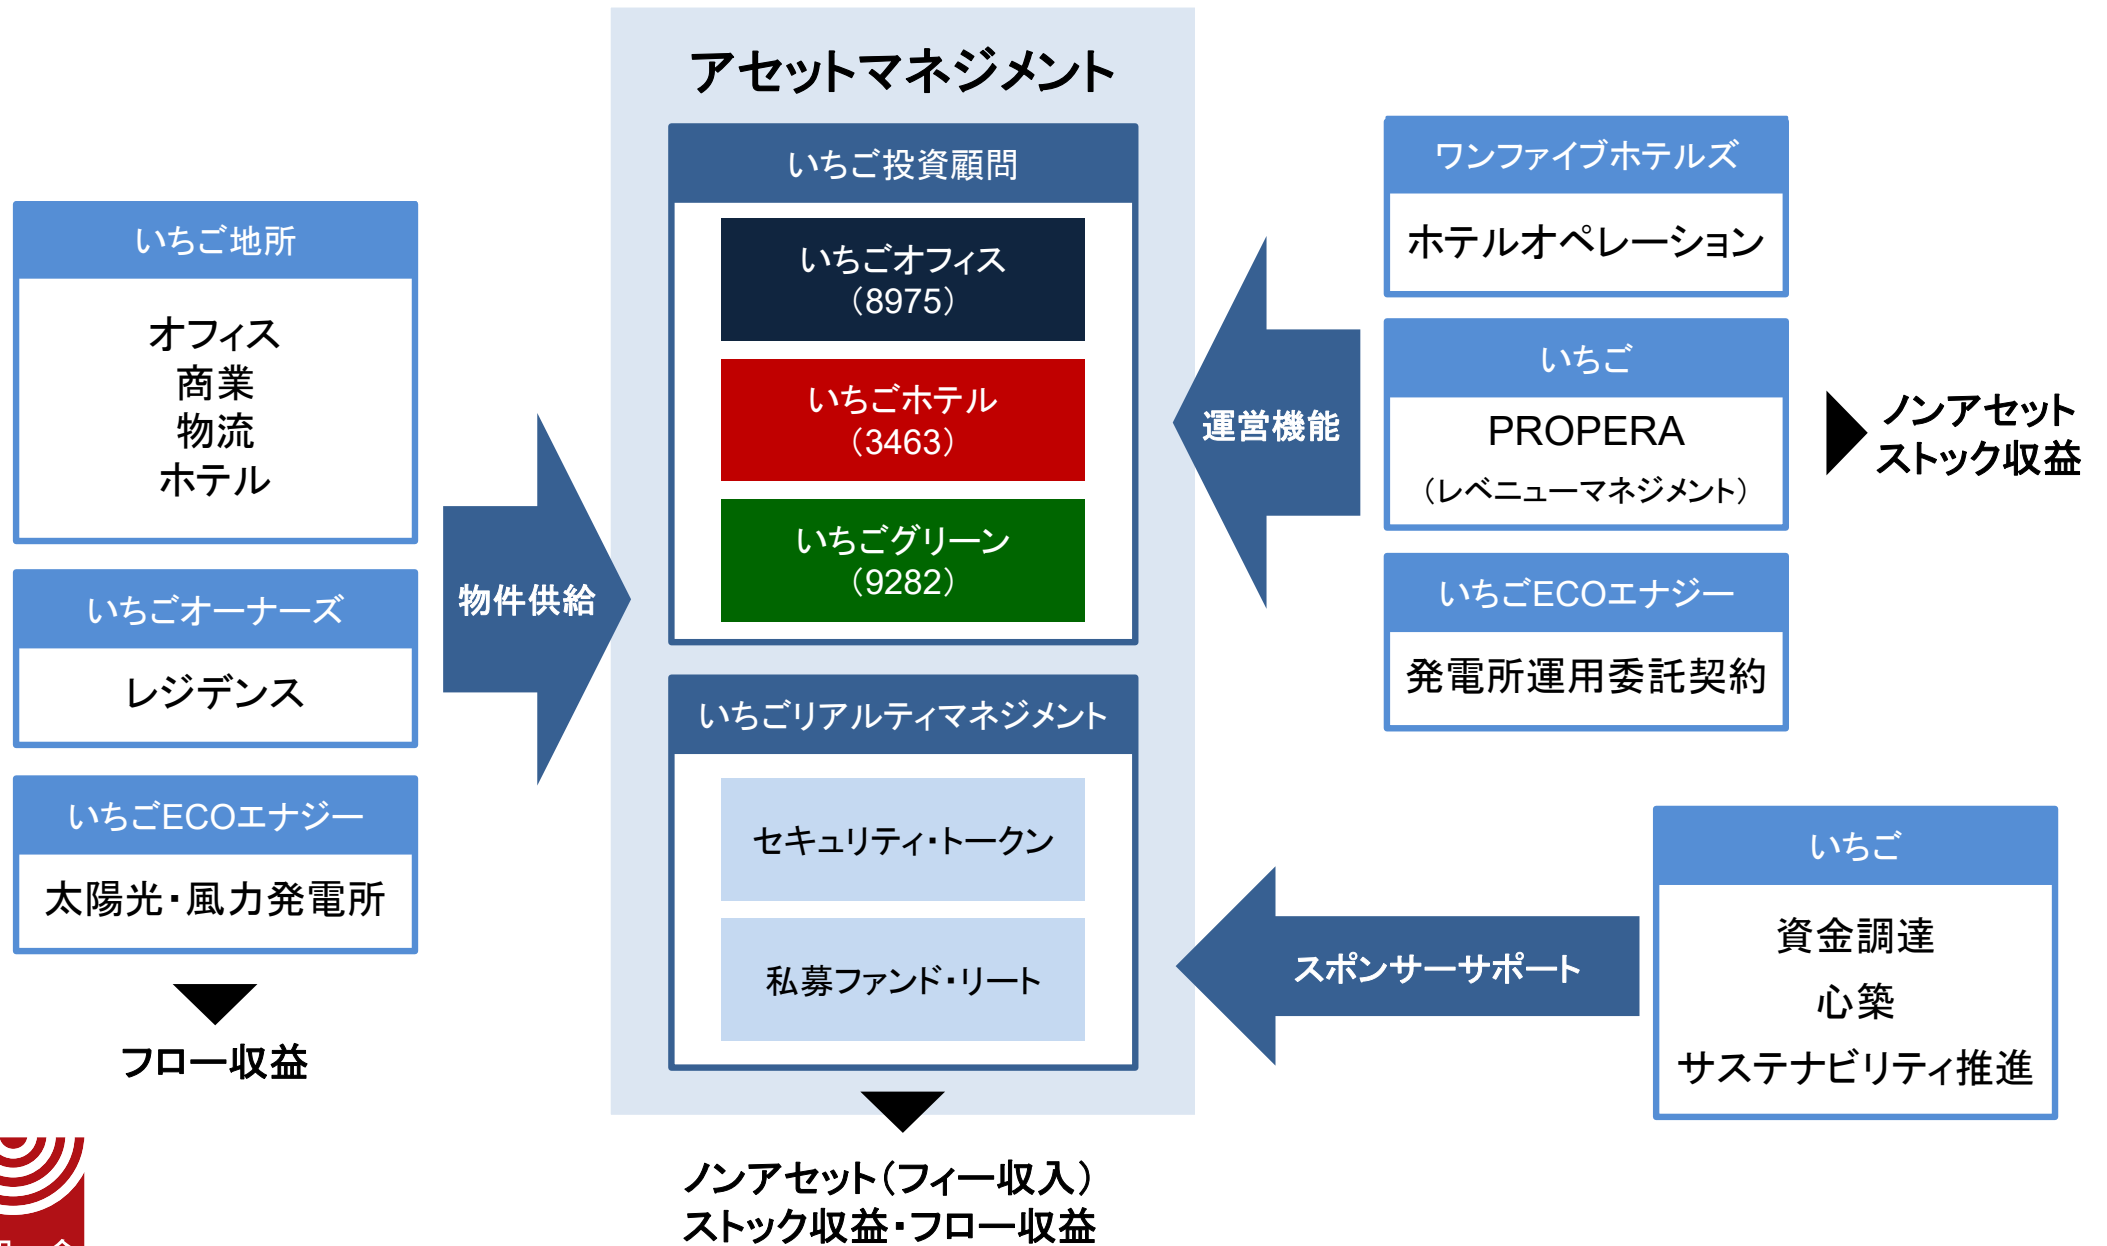 アセットマネジメント
いちご地所
オフィス
商業
物流
ホテル
いちごオーナーズ
レジデンス
いちごECOエナジー
太陽光・風力発電所
フロー収益
物件供給
いちご投資顧問
いちごオフィス
（8975）
いちごホテル
（3463）
いちごグリーン
（9282）
いちごリアルティマネジメント
セキュリティ・トークン
私募ファンド・リート
ノンアセット（フィー収入）
ストック収益・フロー収益
運営機能
ワンファイブホテルズ
ホテルオペレーション
いちご
PROPERA
（レベニューマネジメント）
いちごECOエナジー
発電所運用委託契約
ノンアセット
ストック収益
スポンサーサポート
いちご
資金調達
心築
サステナビリティ推進